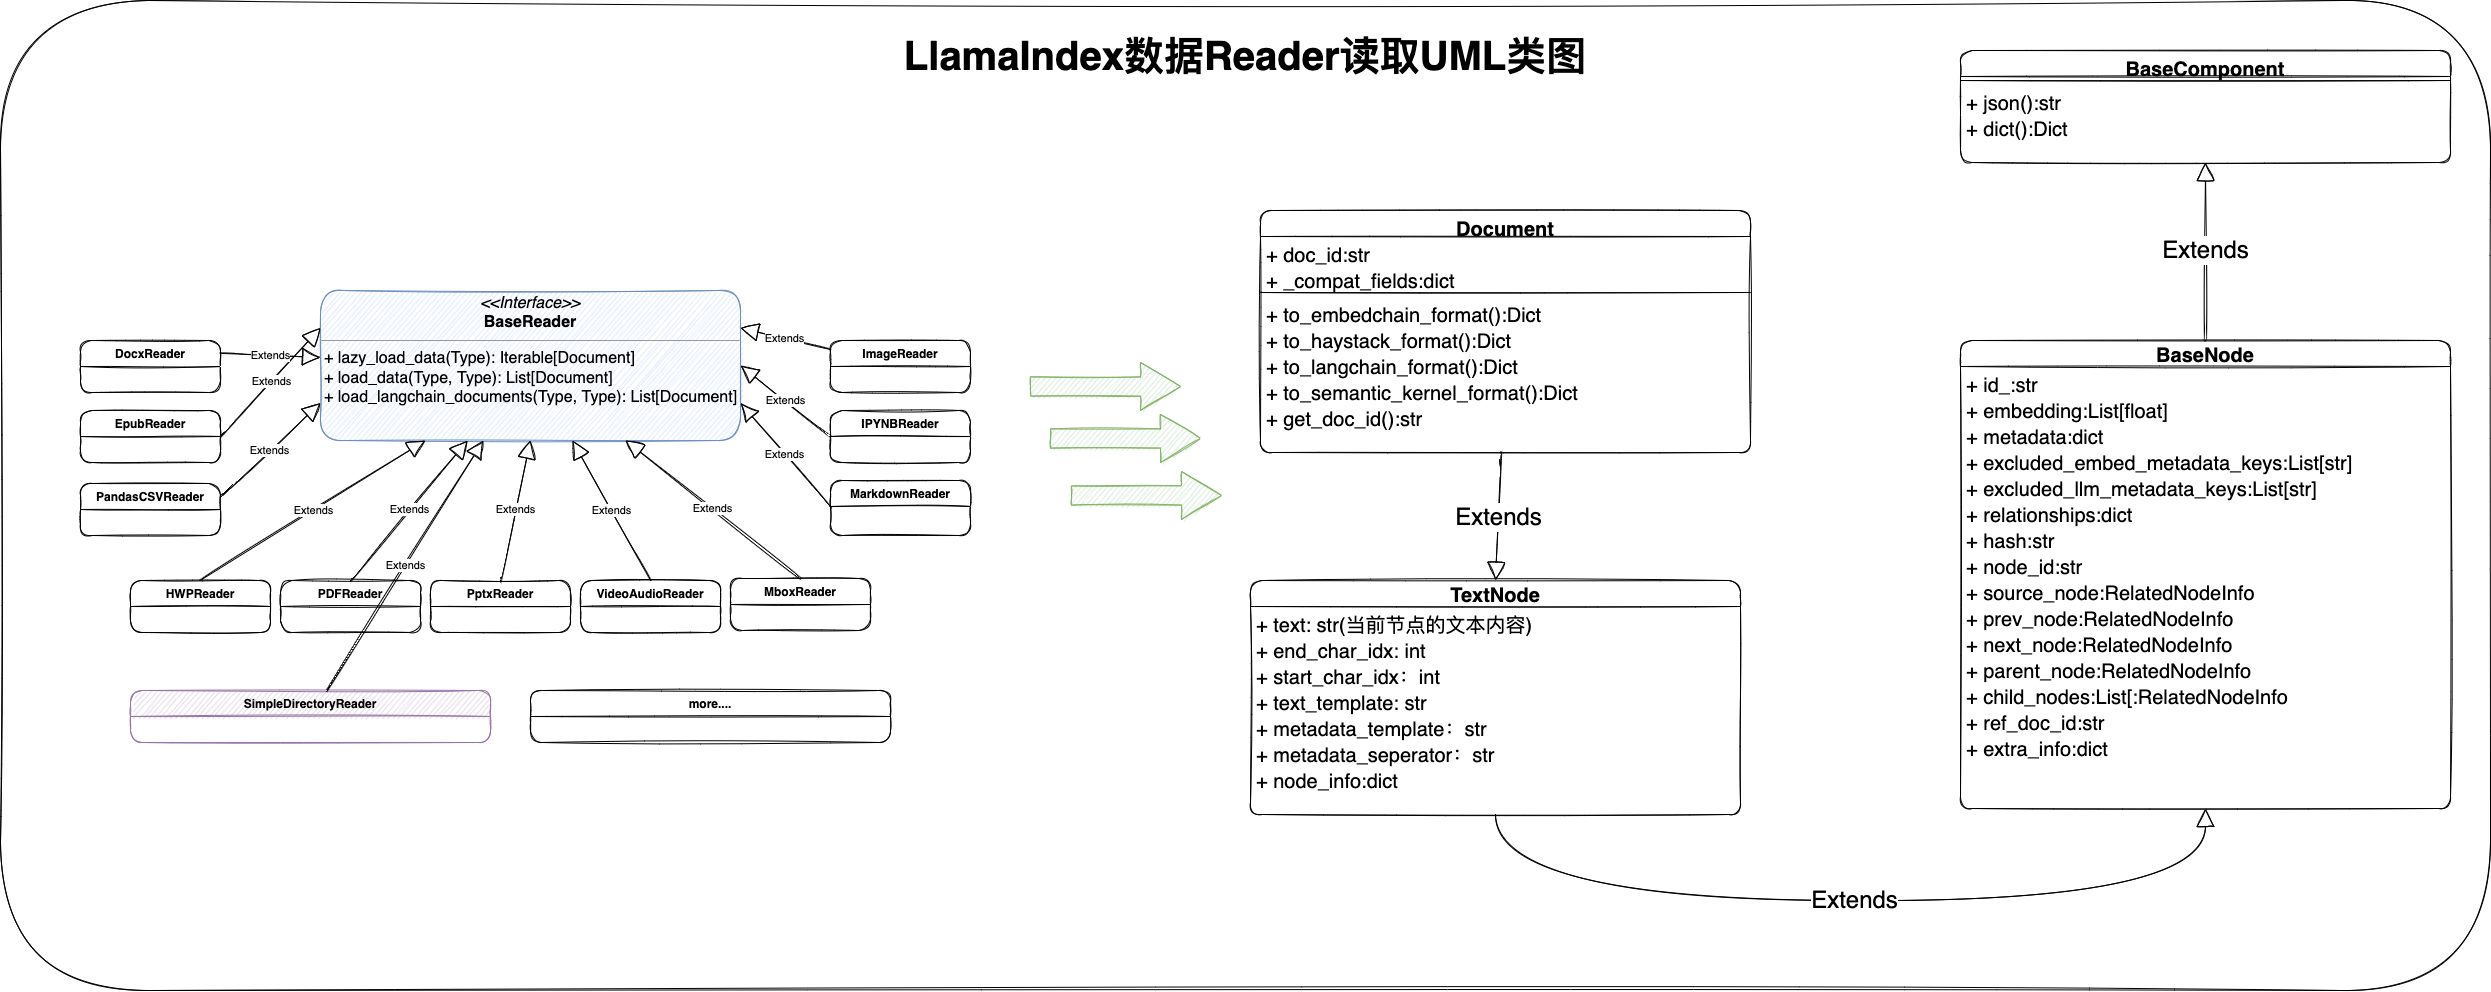 LlamaIndex数据Reader读取UML类图
<<Interface>>
BaseReader
+ lazy_load_data(Type): Iterable[Document]
+ load_data(Type, Type): List[Document]
+ load_langchain_documents(Type, Type): List[Document]
DocxReader
Extends
EpubReader
Extends
PandasCSVReader
Extends
ImageReader
Extends
IPYNBReader
Extends
MarkdownReader
Extends
Extends
Extends
Extends
Extends
Extends
Extends
HWPReader
PDFReader
PptxReader
VideoAudioReader
MboxReader
SimpleDirectoryReader
more....
Document
+ doc_id:str
+ _compat_fields:dict
+ to_embedchain_format():Dict
+ to_haystack_format():Dict
+ to_langchain_format():Dict
+ to_semantic_kernel_format():Dict
+ get_doc_id():str
Extends
TextNode
+ text: str(当前节点的文本内容)
+ end_char_idx: int
+ start_char_idx：int
+ text_template: str
+ metadata_template：str
+ metadata_seperator：str
+ node_info:dict
Extends
BaseComponent
+ json():str
+ dict():Dict
Extends
BaseNode
+ id_:str
+ embedding:List[float]
+ metadata:dict
+ excluded_embed_metadata_keys:List[str]
+ excluded_llm_metadata_keys:List[str]
+ relationships:dict
+ hash:str
+ node_id:str
+ source_node:RelatedNodeInfo
+ prev_node:RelatedNodeInfo
+ next_node:RelatedNodeInfo
+ parent_node:RelatedNodeInfo
+ child_nodes:List[:RelatedNodeInfo
+ ref_doc_id:str
+ extra_info:dict